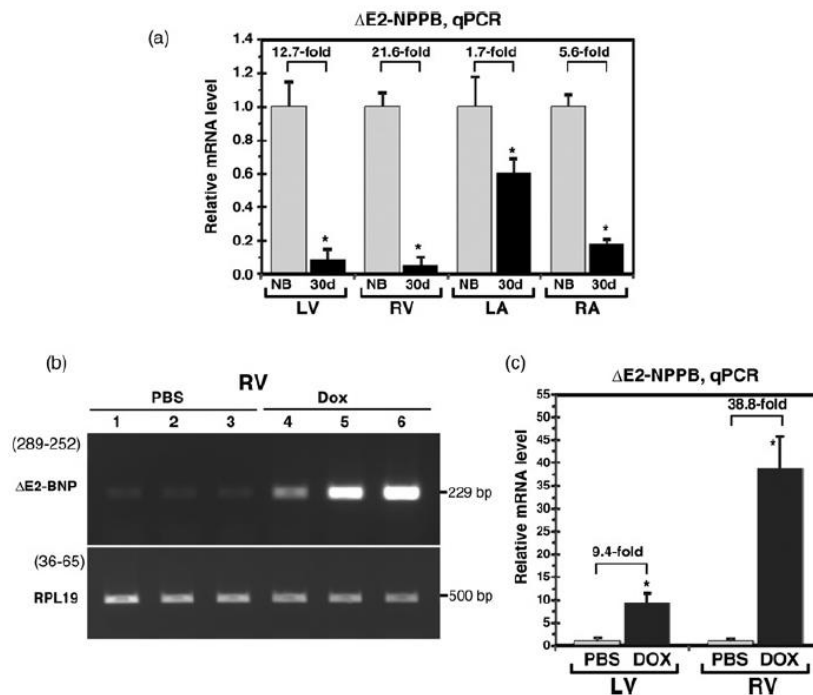 ΔE2-NPPB, qPCR
(a)
Relative mRNA level
1.4
1.2
1.0
0.8
0.6
0.4
0.2
0.0
12.7-fold 21.6-fold 1.7-fold 5.6-fold
* * * *
NB 30d NB 30d NB 30d NB 30d
LV RV LA RA
(b)
RV
PBS Dox
1 2 3 4 5 6
(289-252)
ΔE2-BNP
229 bp
(36-65)
RPL19
500 bp
(c)
ΔE2-NPPB, qPCR
Relative mRNA level
55
50
45
40
35
30
25
20
15
10
5
0
38.8-fold
*
9.4-fold
*
PBS DOX PBS DOX
LV RV